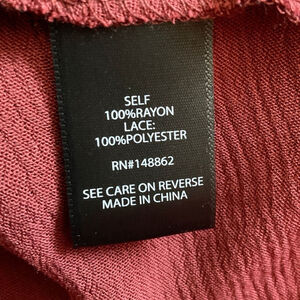 SELF
100%RAYON
LACE:
100%POLYESTER
RN#148862
SEE CARE ON REVERSE
MADE IN CHINA